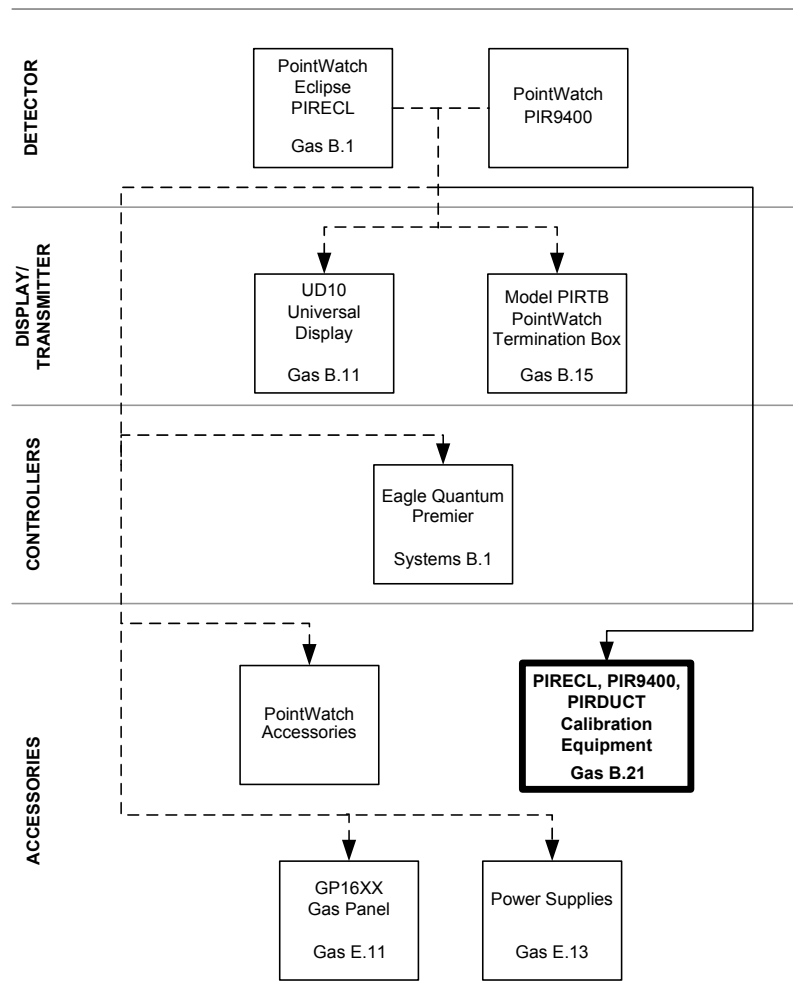 DETECTOR
PointWatch
Eclipse
PIRECL
Gas B.1
PointWatch
PIR9400
DISPLAY/
TRANSMITTER
UD10
Universal
Display
Gas B.11
Model PIRTB
PointWatch
Termination Box
Gas B.15
CONTROLLERS
Eagle Quantum
Premier
Systems B.1
ACCESSORIES
PointWatch
Accessories
PIRECL, PIR9400,
PIRDUCT
Calibration
Equipment
Gas B.21
GP16XX
Gas Panel
Gas E.11
Power Supplies
Gas E.13